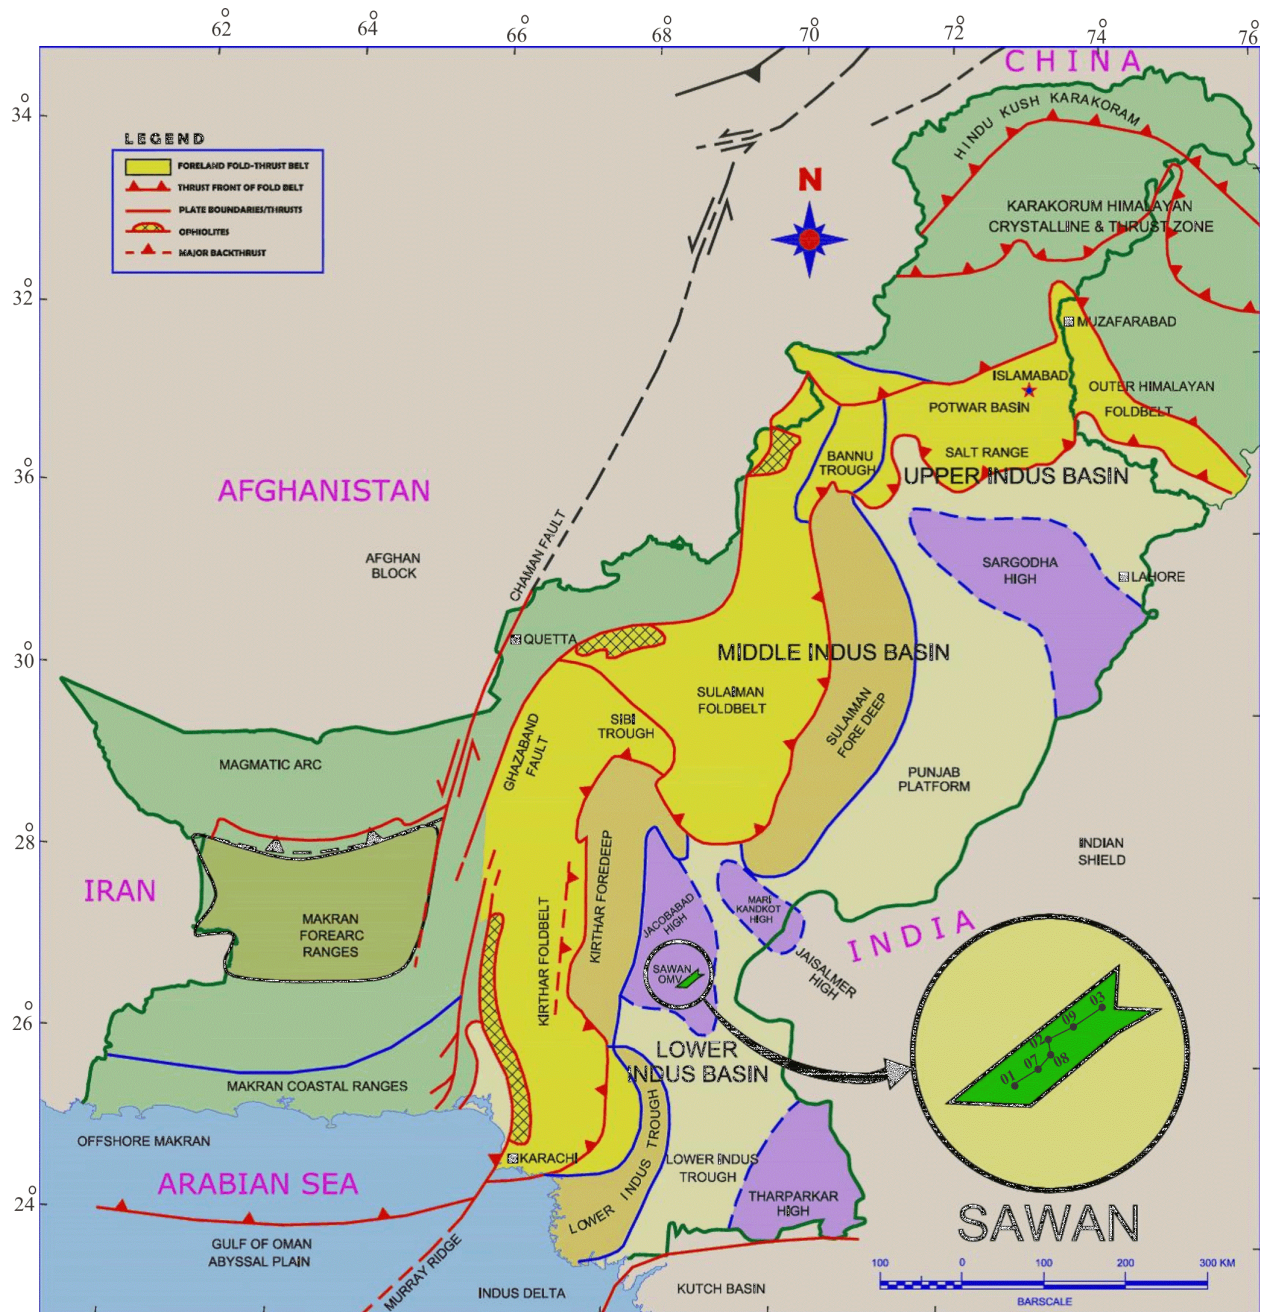 62° 64° 66° 68° 70° 72° 74° 76°
34°
32°
36°
30°
28°
26°
24°
CHINA
HINDU KUSH KARAKORAM
LEGEND
FORELAND FOLD-THRUST BELT
THRUST FRONT OF FOLD BELT
PLATE BOUNDARIES/THRUSTS
OPHIOLITES
MAJOR BACKTHRUST
N
KARAKORUM HIMALAYAN
CRYSTALLINE & THRUST ZONE
MUZAFARABAD
ISLAMABAD
OUTER HIMALAYAN
FOLDBELT
POTWAR BASIN
SALT RANGE
BANNU
TROUGH
UPPER INDUS BASIN
AFGHANISTAN
AFGHAN
BLOCK
CHAMAN FAULT
SARGODHA
HIGH
LAHORE
QUETTA
MIDDLE INDUS BASIN
SULAIMAN
FOLDBELT
SULAIMAN
FORE DEEP
SIBI
TROUGH
GHAZABAND
FAULT
MAGMATIC ARC
PUNJAB
PLATFORM
INDIAN
SHIELD
IRAN
MAKRAN
FOREARC
RANGES
KIRTHAR FOLDBELT
KIRTHAR FOREDEEP
JACOBABAD
HIGH
MARI
KANDKOT
HIGH
INDIA
JAISALMER
HIGH
SAWAN
OMV
01
07
02
08
09
03
LOWER
INDUS BASIN
MAKRAN COASTAL RANGES
OFFSHORE MAKRAN
ARABIAN SEA
KARACHI
LOWER INDUS TROUGH
LOWER INDUS
TROUGH
THARPARKAR
HIGH
SAWAN
GULF OF OMAN
ABYSSAL PLAIN
MURRAY RIDGE
INDUS DELTA
KUTCH BASIN
100 0 100 200 300 KM
BARSCALE